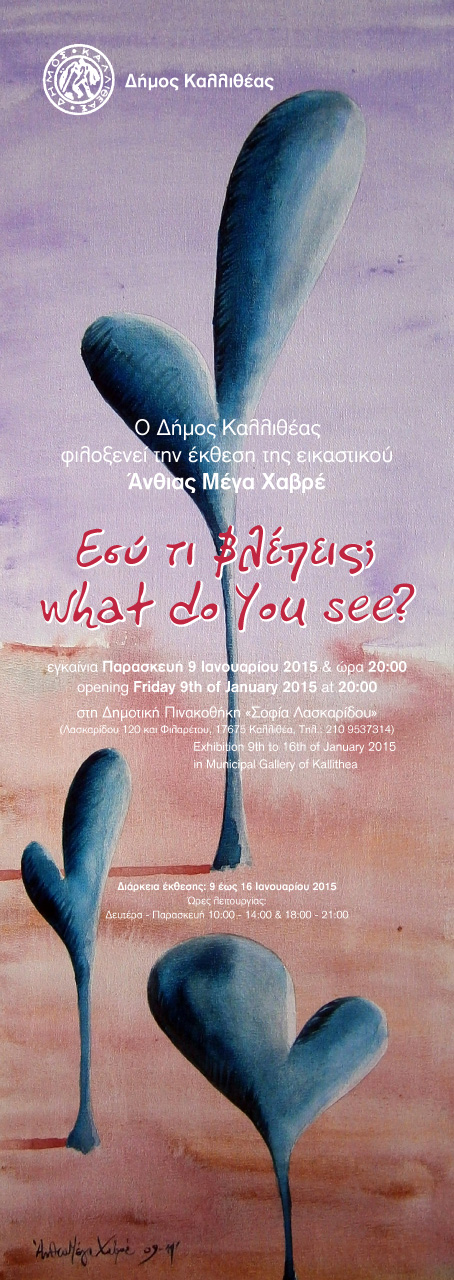 ΔΗΜΟΣ ΚΑΛΛΙΘΕΑΣ
Δήμος Καλλιθέας
Ο Δήμος Καλλιθέας
φιλοξενεί την έκθεση της εικαστικού
Άνθιας Μέγα Χαβρέ
Εσύ τι βλέπεις;
What do You see?
εγκαίνια Παρασκευή 9 Ιανουαρίου 2015 & ώρα 20:00
opening Friday 9th of January 2015 at 20:00
στη Δημοτική Πινακοθήκη «Σοφία Λασκαρίδου»
(Λασκαρίδου 120 και Φιλαρέτου, 17675 Καλλιθέα, Τηλ.: 210 9537314)
Exhibition 9th to 16th of January 2015
in Municipal Gallery of Kallithea
Διάρκεια έκθεσης: 9 έως 16 Ιανουαρίου 2015
Ώρες λειτουργίας:
Δευτέρα - Παρασκευή 10:00 - 14:00 & 18:00 - 21:00
Μέγα Χαβρέ